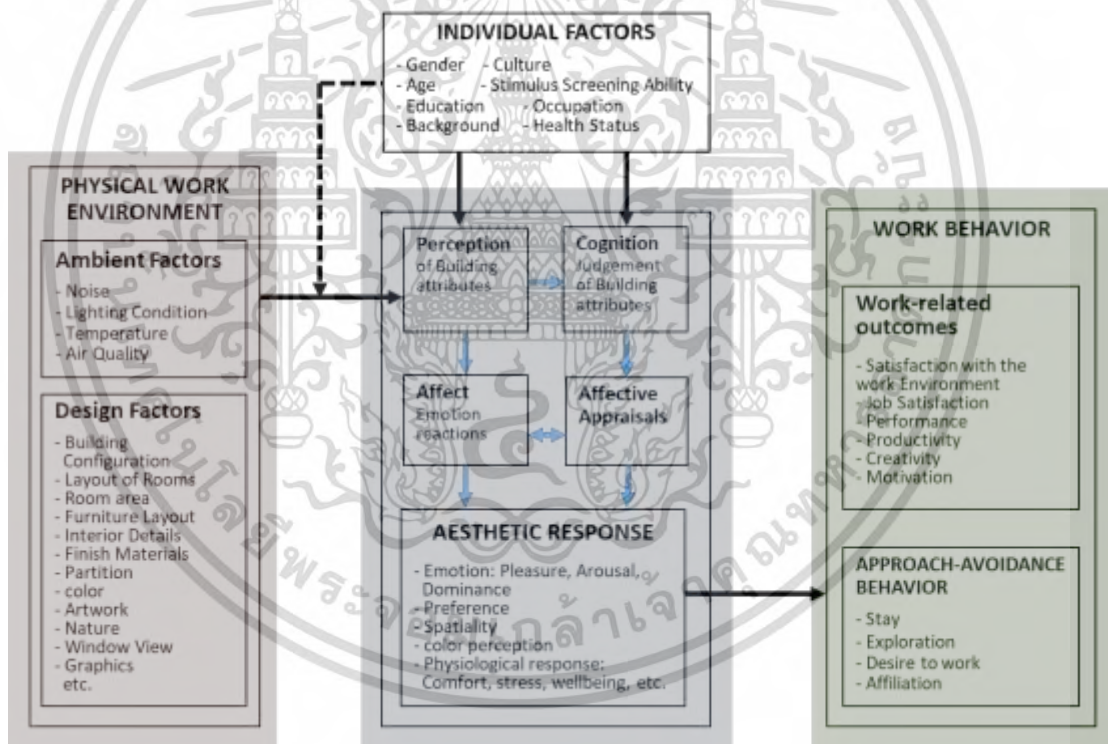 INDIVIDUAL FACTORS
- Gender - Culture
- Age - Stimulus Screening Ability
- Education - Occupation
- Background - Health Status
PHYSICAL WORK
ENVIRONMENT
Ambient Factors
- Noise
- Lighting Condition
- Temperature
- Air Quality
Design Factors
- Building
Configuration
- Layout of Rooms
- Room area
- Furniture Layout
- Interior Details
- Finish Materials
- Partition
- color
- Artwork
- Nature
- Window View
- Graphics
etc.
Perception
of Building
attributes
Cognition
Judgement
of Building
attributes
Affect
Emotion
reactions
Affective
Appraisals
AESTHETIC RESPONSE
- Emotion: Pleasure, Arousal,
Dominance
- Preference
- Spatiality
- color perception
- Physiological response:
Comfort, stress, wellbeing, etc.
WORK BEHAVIOR
Work-related
outcomes
- Satisfaction with the
work Environment
- Job Satisfaction
- Performance
- Productivity
- Creativity
- Motivation
APPROACH-AVOIDANCE
BEHAVIOR
- Stay
- Exploration
- Desire to work
- Affiliation